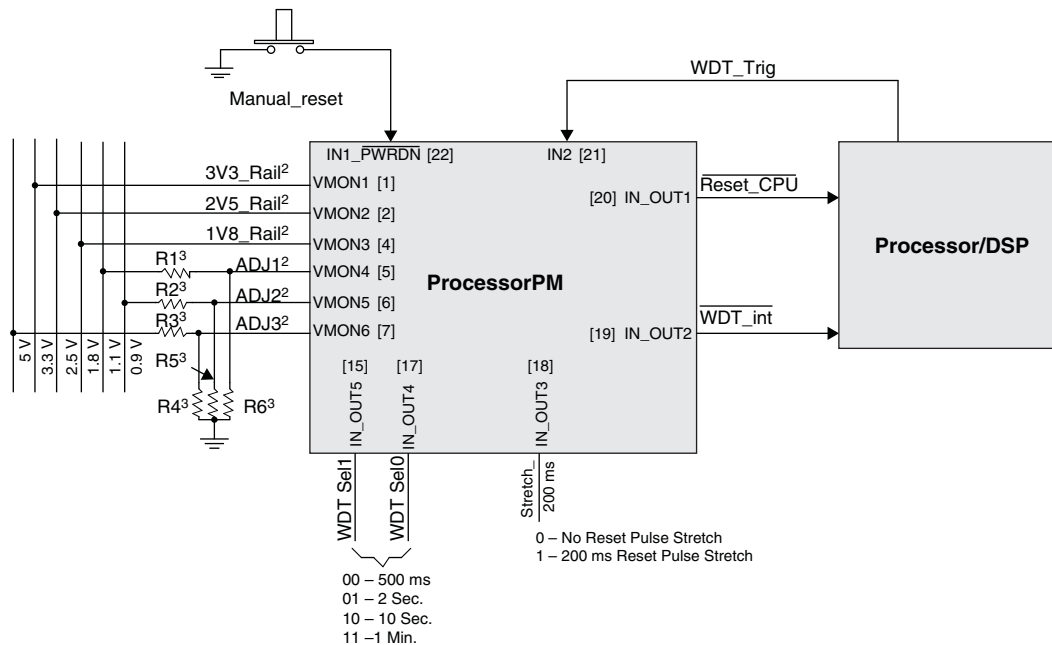 Manual_reset
WDT_Trig
IN1_PWRDN [22]
IN2 [21]
3V3_Rail²
VMON1 [1]
2V5_Rail²
VMON2 [2]
1V8_Rail²
VMON3 [4]
R1³
ADJ1²
VMON4 [5]
R2³
ADJ2²
VMON5 [6]
R3³
ADJ3²
VMON6 [7]
ProcessorPM
[20] IN_OUT1
Reset_CPU
Processor/DSP
[19] IN_OUT2
WDT_int
5 V
3.3 V
2.5 V
1.8 V
1.1 V
0.9 V
R5³
R4³
R6³
[15]
IN_OUT5
[17]
IN_OUT4
[18]
IN_OUT3
WDT Sel1
WDT Sel0
Stretch_
200 ms
0 – No Reset Pulse Stretch
1 – 200 ms Reset Pulse Stretch
00 – 500 ms
01 – 2 Sec.
10 – 10 Sec.
11 –1 Min.